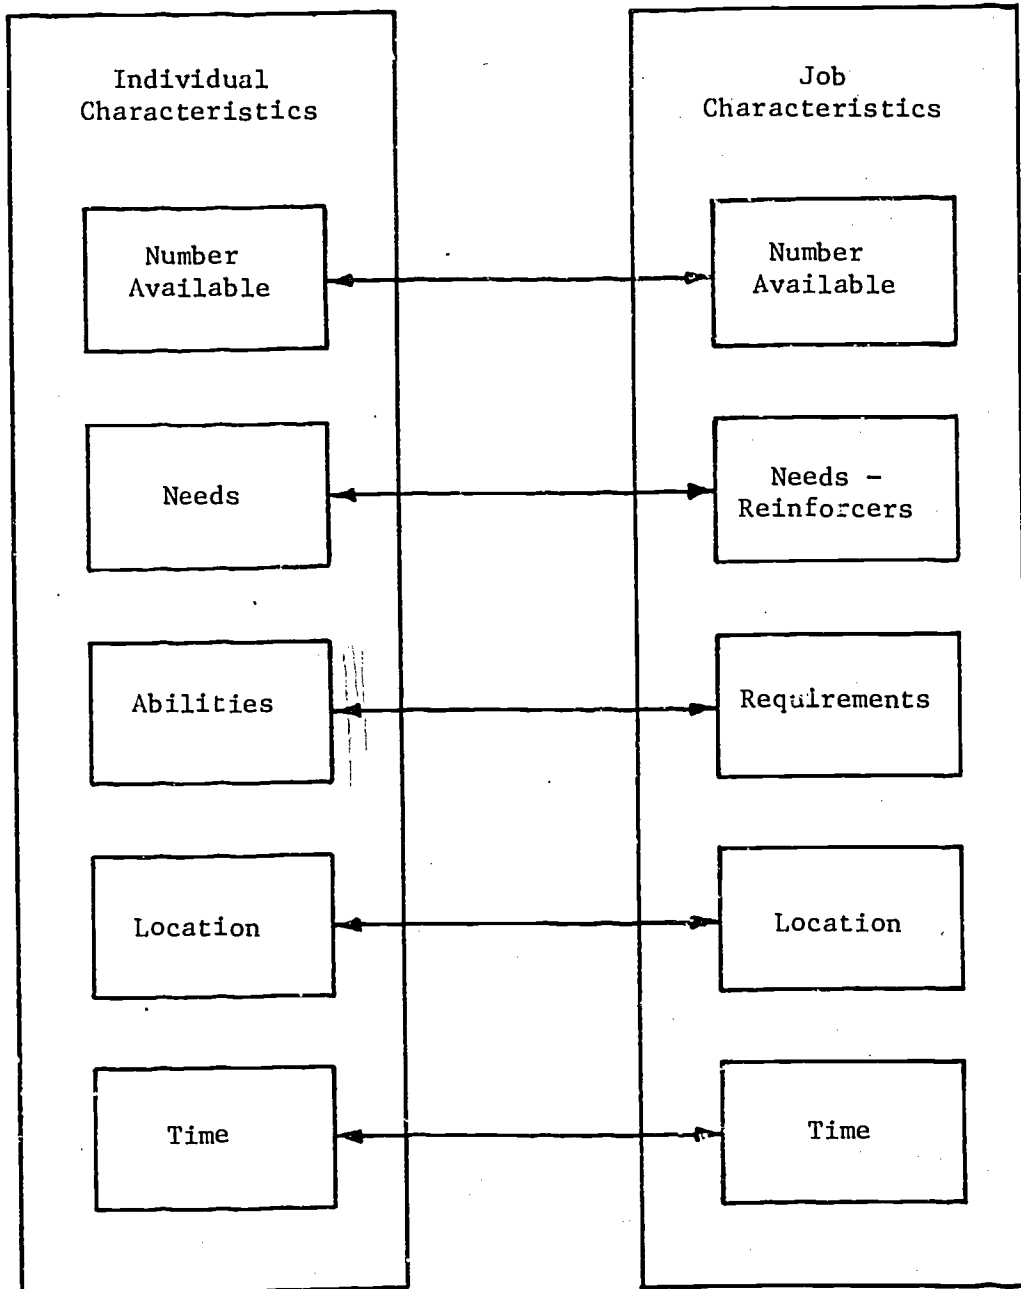 Individual
Characteristics
Number
Available
Needs
Abilities
Location
Time
Job
Characteristics
Number
Available
Needs –
Reinforcers
Requirements
Location
Time